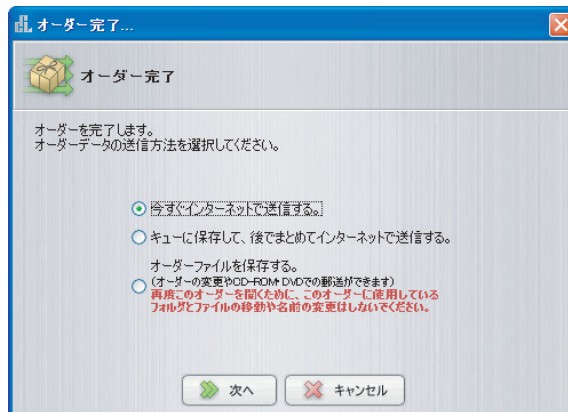 オーダー完了...
オーダー完了
オーダーを完了します。
オーダーデータの送信方法を選択してください。
今すぐインターネットで送信する。
キューに保存して、後でまとめてインターネットで送信する。
オーダーファイルを保存する。
(オーダーの変更やCD-ROM・DVDでの郵送ができます)
再度このオーダーを開くために、このオーダーに使用している
フォルダとファイルの移動や名前の変更はしないでください。
次へ
キャンセル